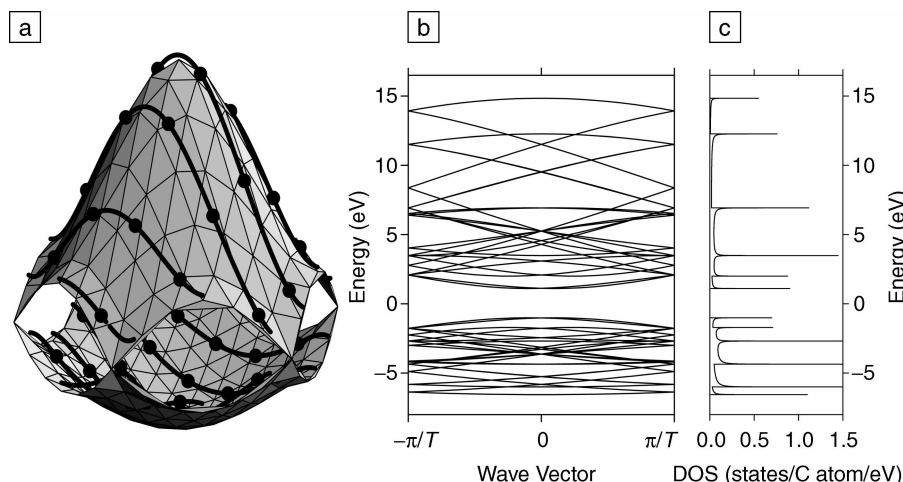 a
b
c
15
10
5
0
−5
Energy (eV)
−π/T
0
π/T
Wave Vector
0.0
0.5
1.0
1.5
DOS (states/C atom/eV)
15
10
5
0
−5
Energy (eV)